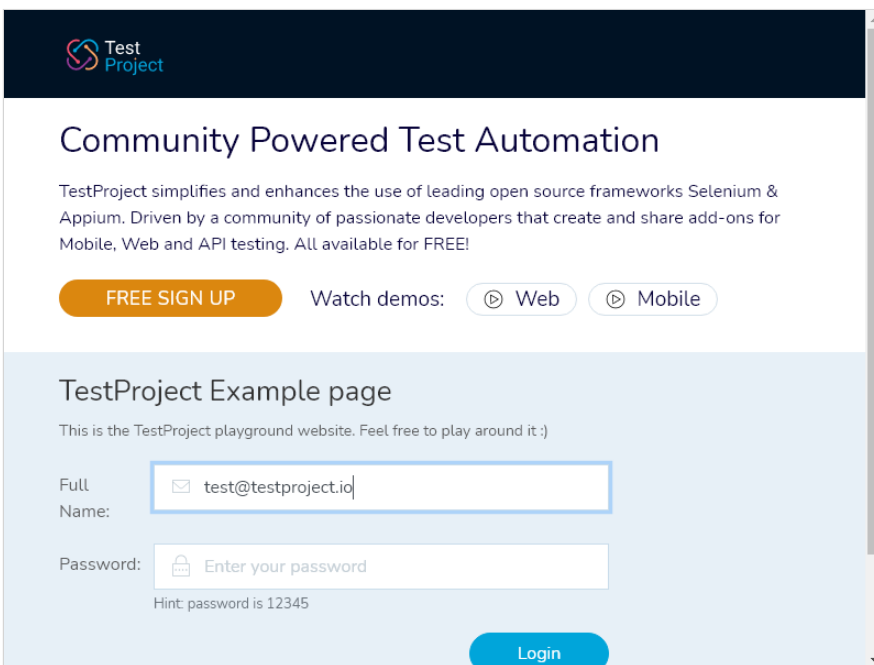 Test
Project
Community Powered Test Automation
TestProject simplifies and enhances the use of leading open source frameworks Selenium &
Appium. Driven by a community of passionate developers that create and share add-ons for
Mobile, Web and API testing. All available for FREE!
FREE SIGN UP Watch demos: Web Mobile
TestProject Example page
This is the TestProject playground website. Feel free to play around it :)
Full
Name:
test@testproject.io
Password: Enter your password
Hint: password is 12345
Login